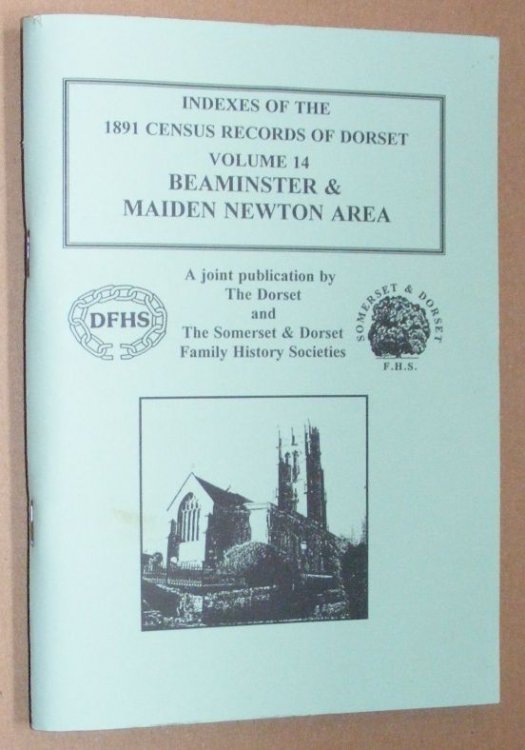 INDEXES OF THE
1891 CENSUS RECORDS OF DORSET
VOLUME 14
BEAMINSTER &
MAIDEN NEWTON AREA
A joint publication by
The Dorset
and
The Somerset & Dorset
Family History Societies
DFHS
SOMERSET & DORSET
F.H.S.